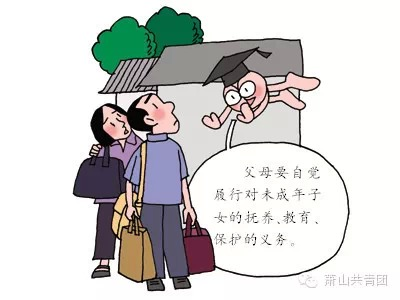 父母要自觉
履行对未成年子
女的抚养、教育、
保护的义务。
萧山共青团